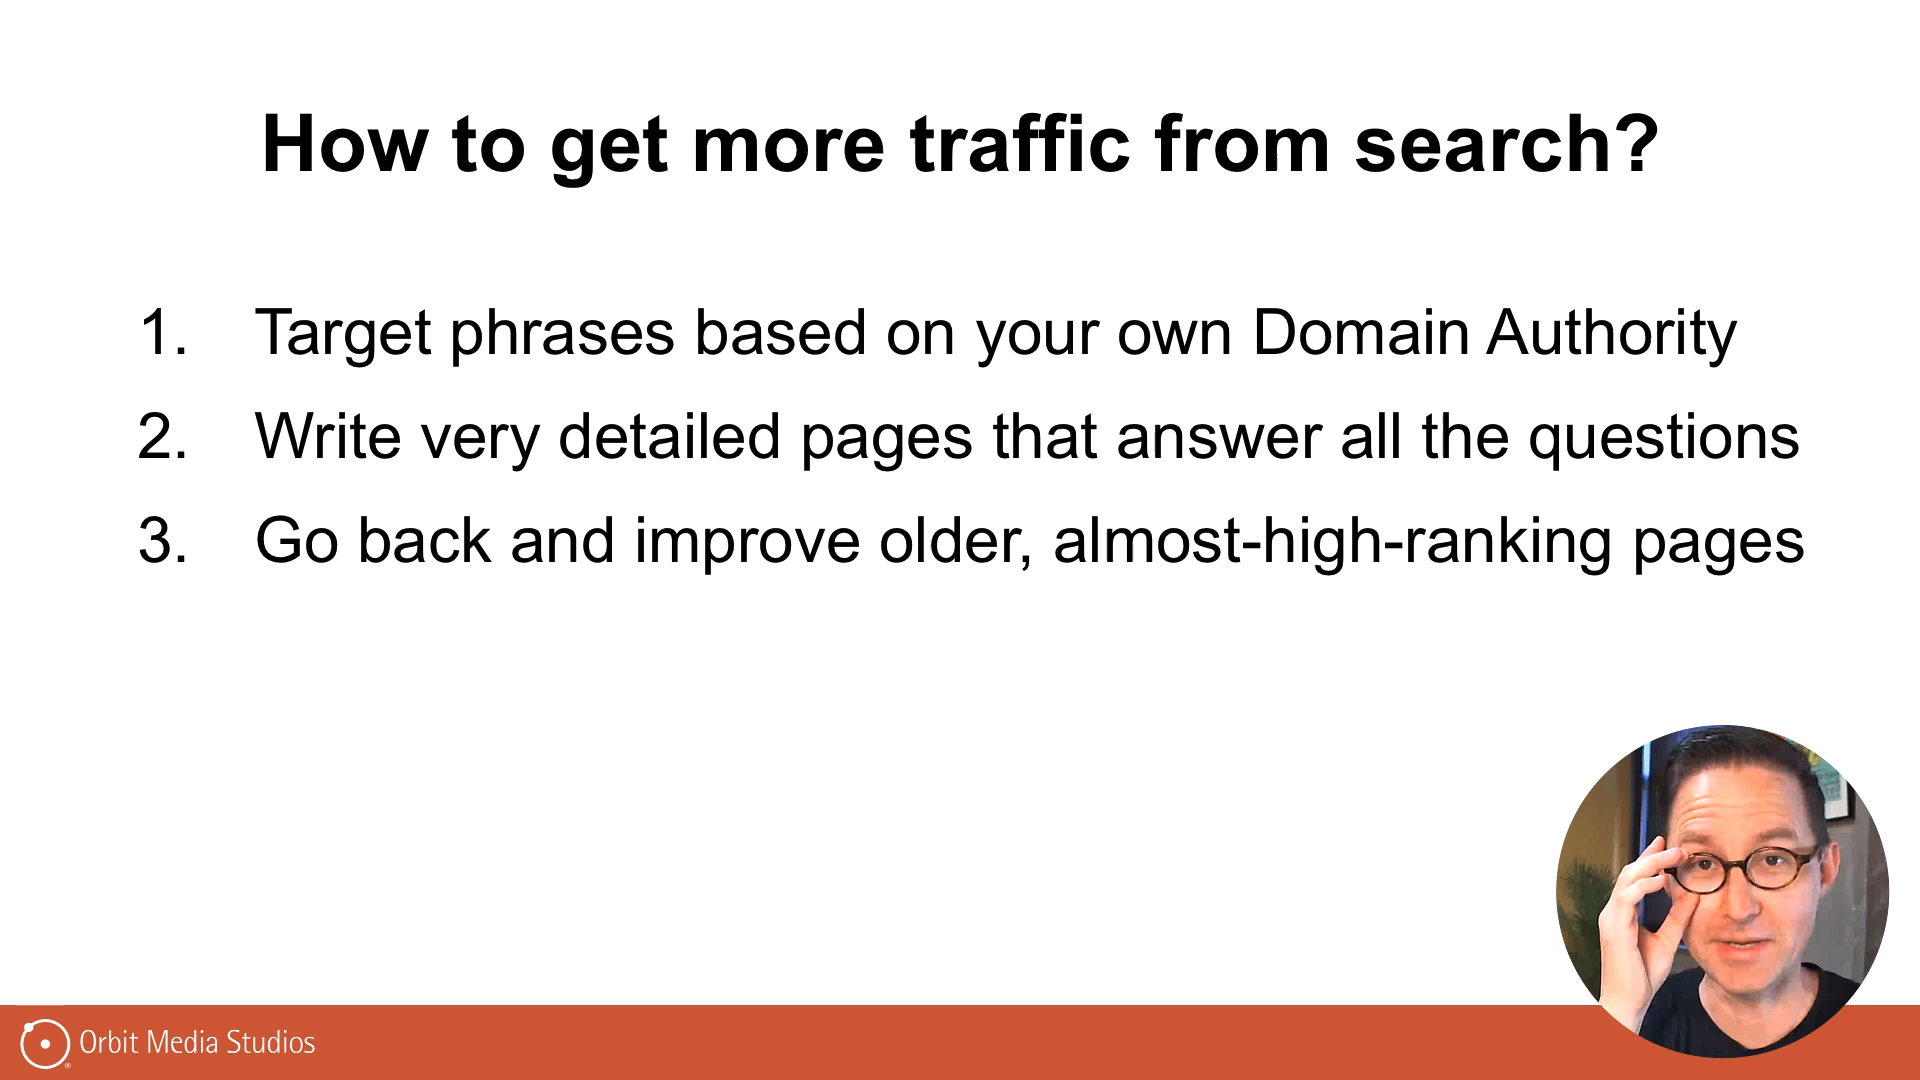 How to get more traffic from search?
1. Target phrases based on your own Domain Authority
2. Write very detailed pages that answer all the questions
3. Go back and improve older, almost-high-ranking pages
Orbit Media Studios
®